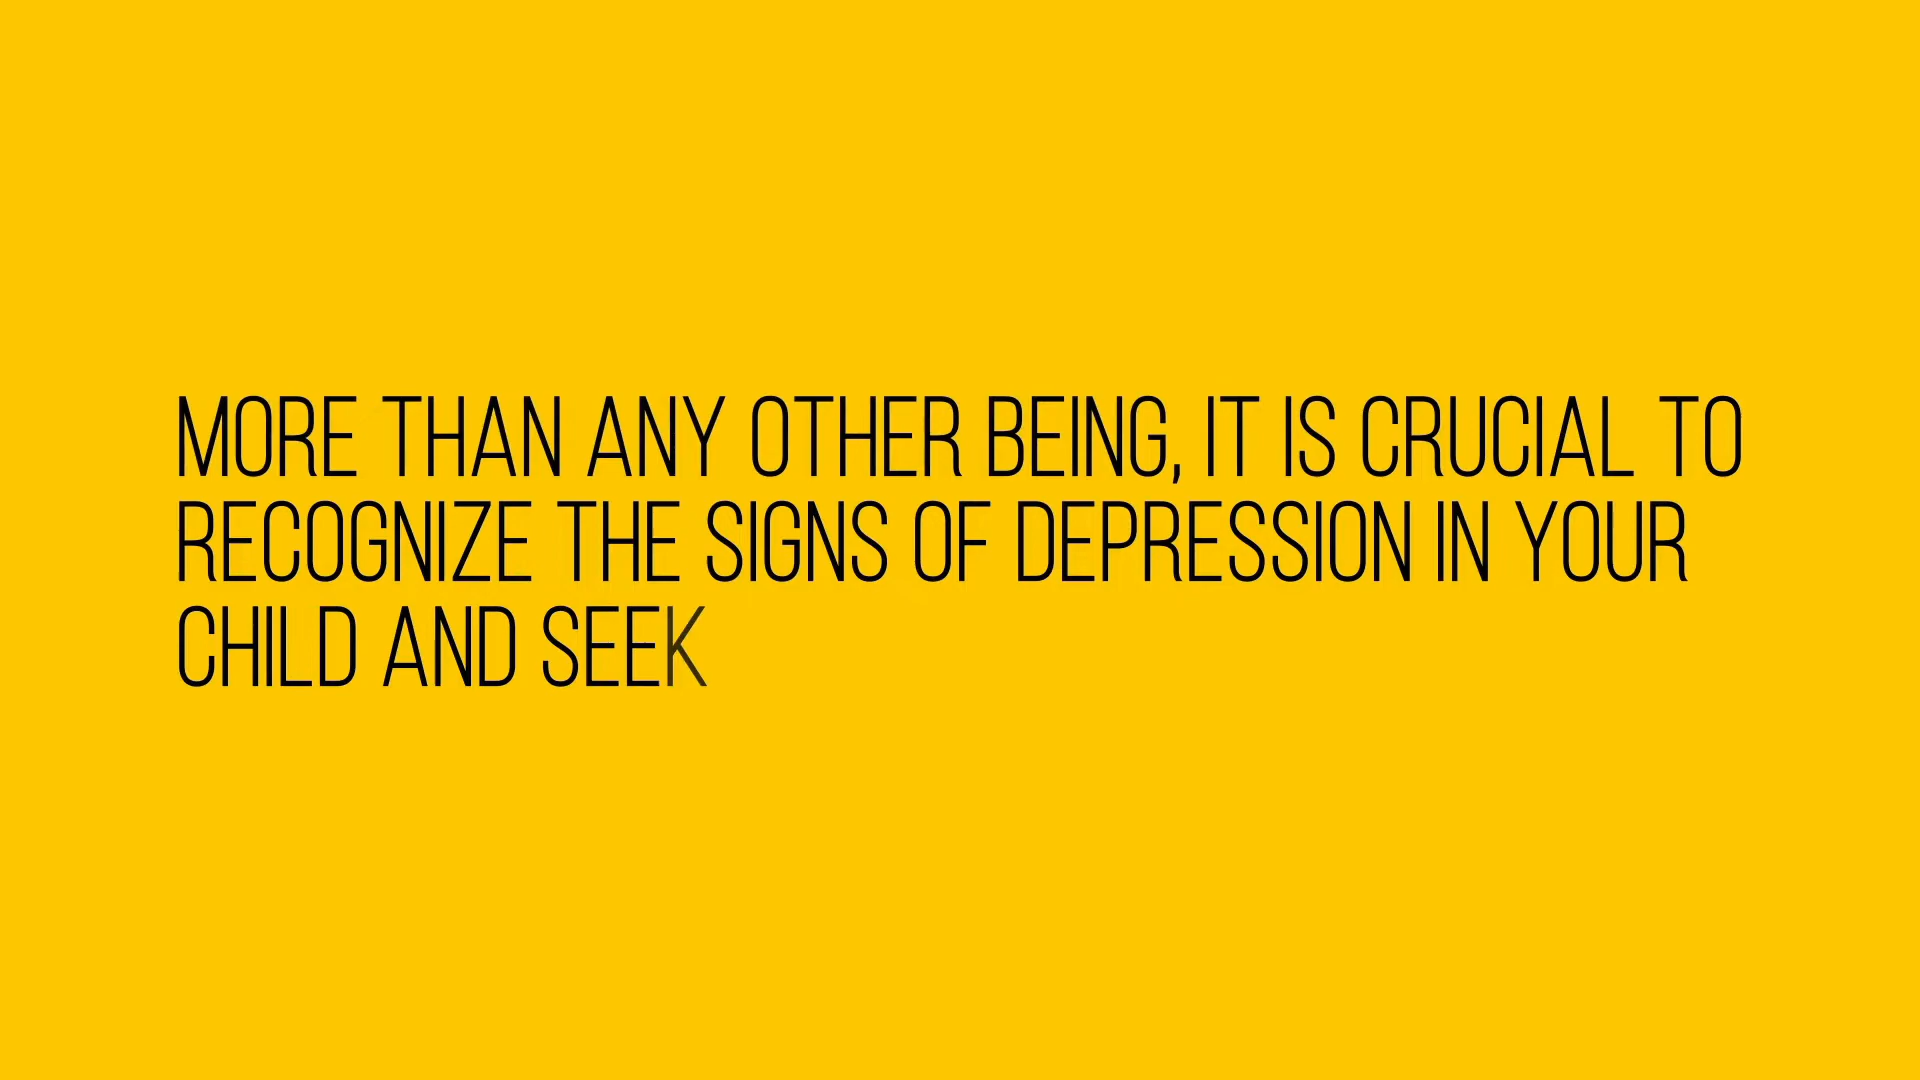 MORE THAN ANY OTHER BEING, IT IS CRUCIAL TO
RECOGNIZE THE SIGNS OF DEPRESSION IN YOUR
CHILD AND SEEK